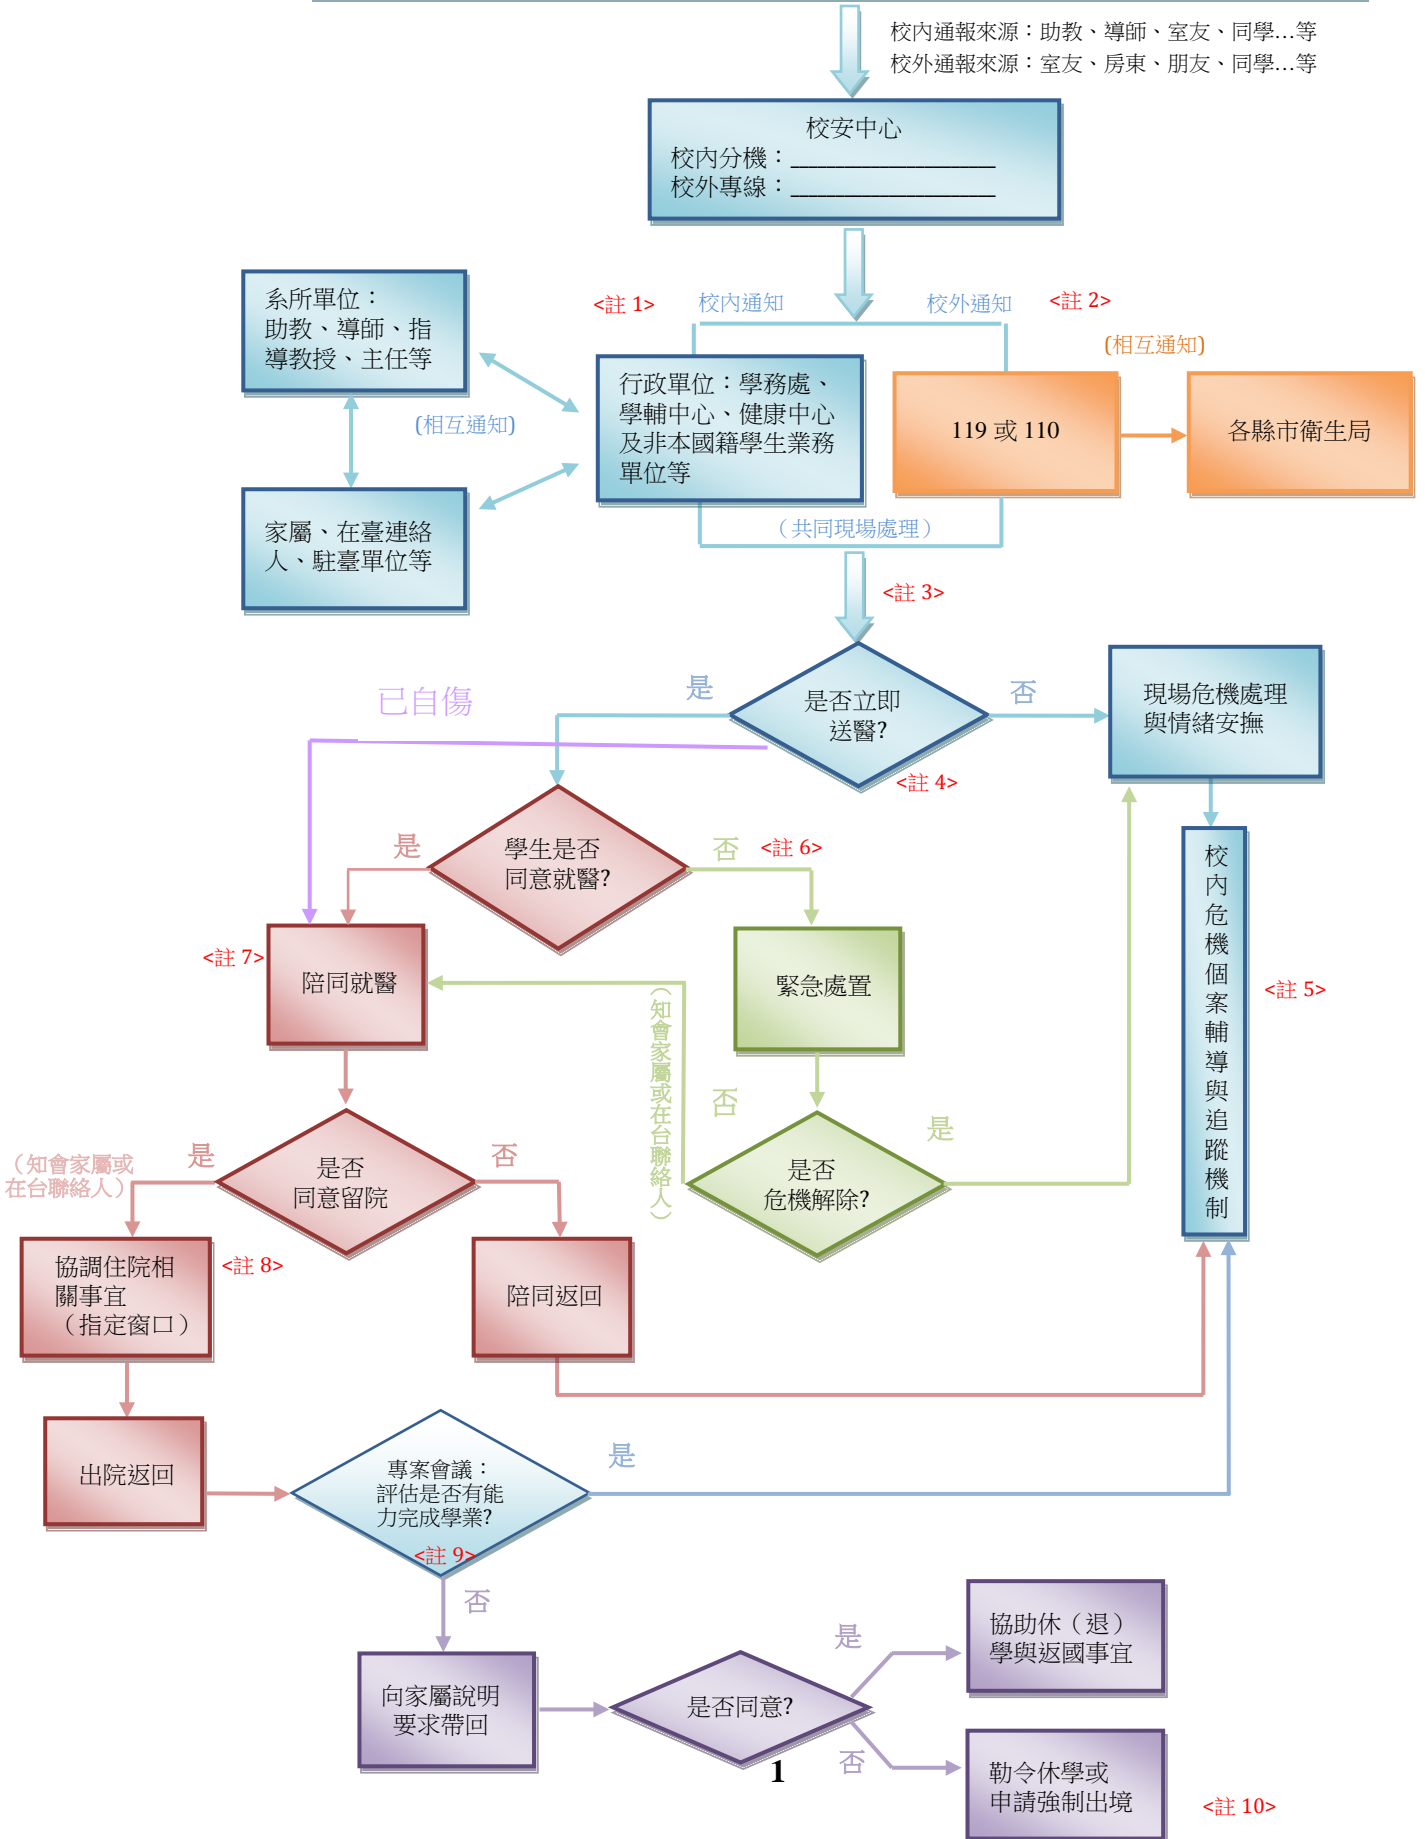 校內通報來源：助教、導師、室友、同學…等
校外通報來源：室友、房東、朋友、同學…等
校安中心
校內分機：____________________
校外專線：____________________
系所單位：
助教、導師、指
導教授、主任等
<註 1>
校內通知
校外通知
<註 2>
(相互通知)
行政單位：學務處、
學輔中心、健康中心
及非本國籍學生業務
單位等
119 或 110
各縣市衛生局
(相互通知)
家屬、在臺連絡
人、駐臺單位等
（共同現場處理）
<註 3>
是否立即
送醫?
是
否
已自傷
現場危機處理
與情緒安撫
<註 4>
學生是否
同意就醫?
是
否
<註 6>
校內危機個案輔導與追蹤機制
<註 5>
<註 7>
陪同就醫
緊急處置
（知會家屬或在台聯絡人）
否
是
是否
危機解除?
（知會家屬或
在台聯絡人）
是
是否
同意留院
否
協調住院相
關事宜
（指定窗口）
<註 8>
陪同返回
出院返回
專案會議：
評估是否有能
力完成學業?
<註 9>
是
否
向家屬說明
要求帶回
是否同意?
是
否
協助休（退）
學與返國事宜
勒令休學或
申請強制出境
<註 10>
1